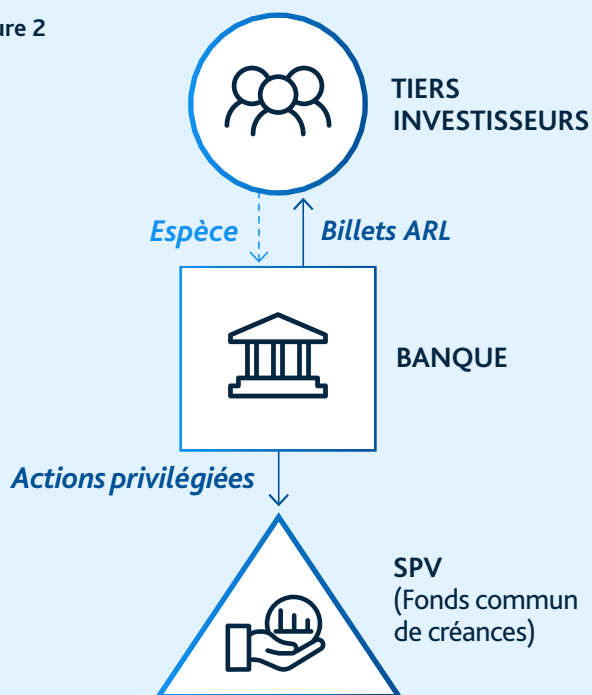 ure 2
TIERS
INVESTISSEURS
Espèce
Billets ARL
BANQUE
Actions privilégiées
SPV
(Fonds commun
de créances)